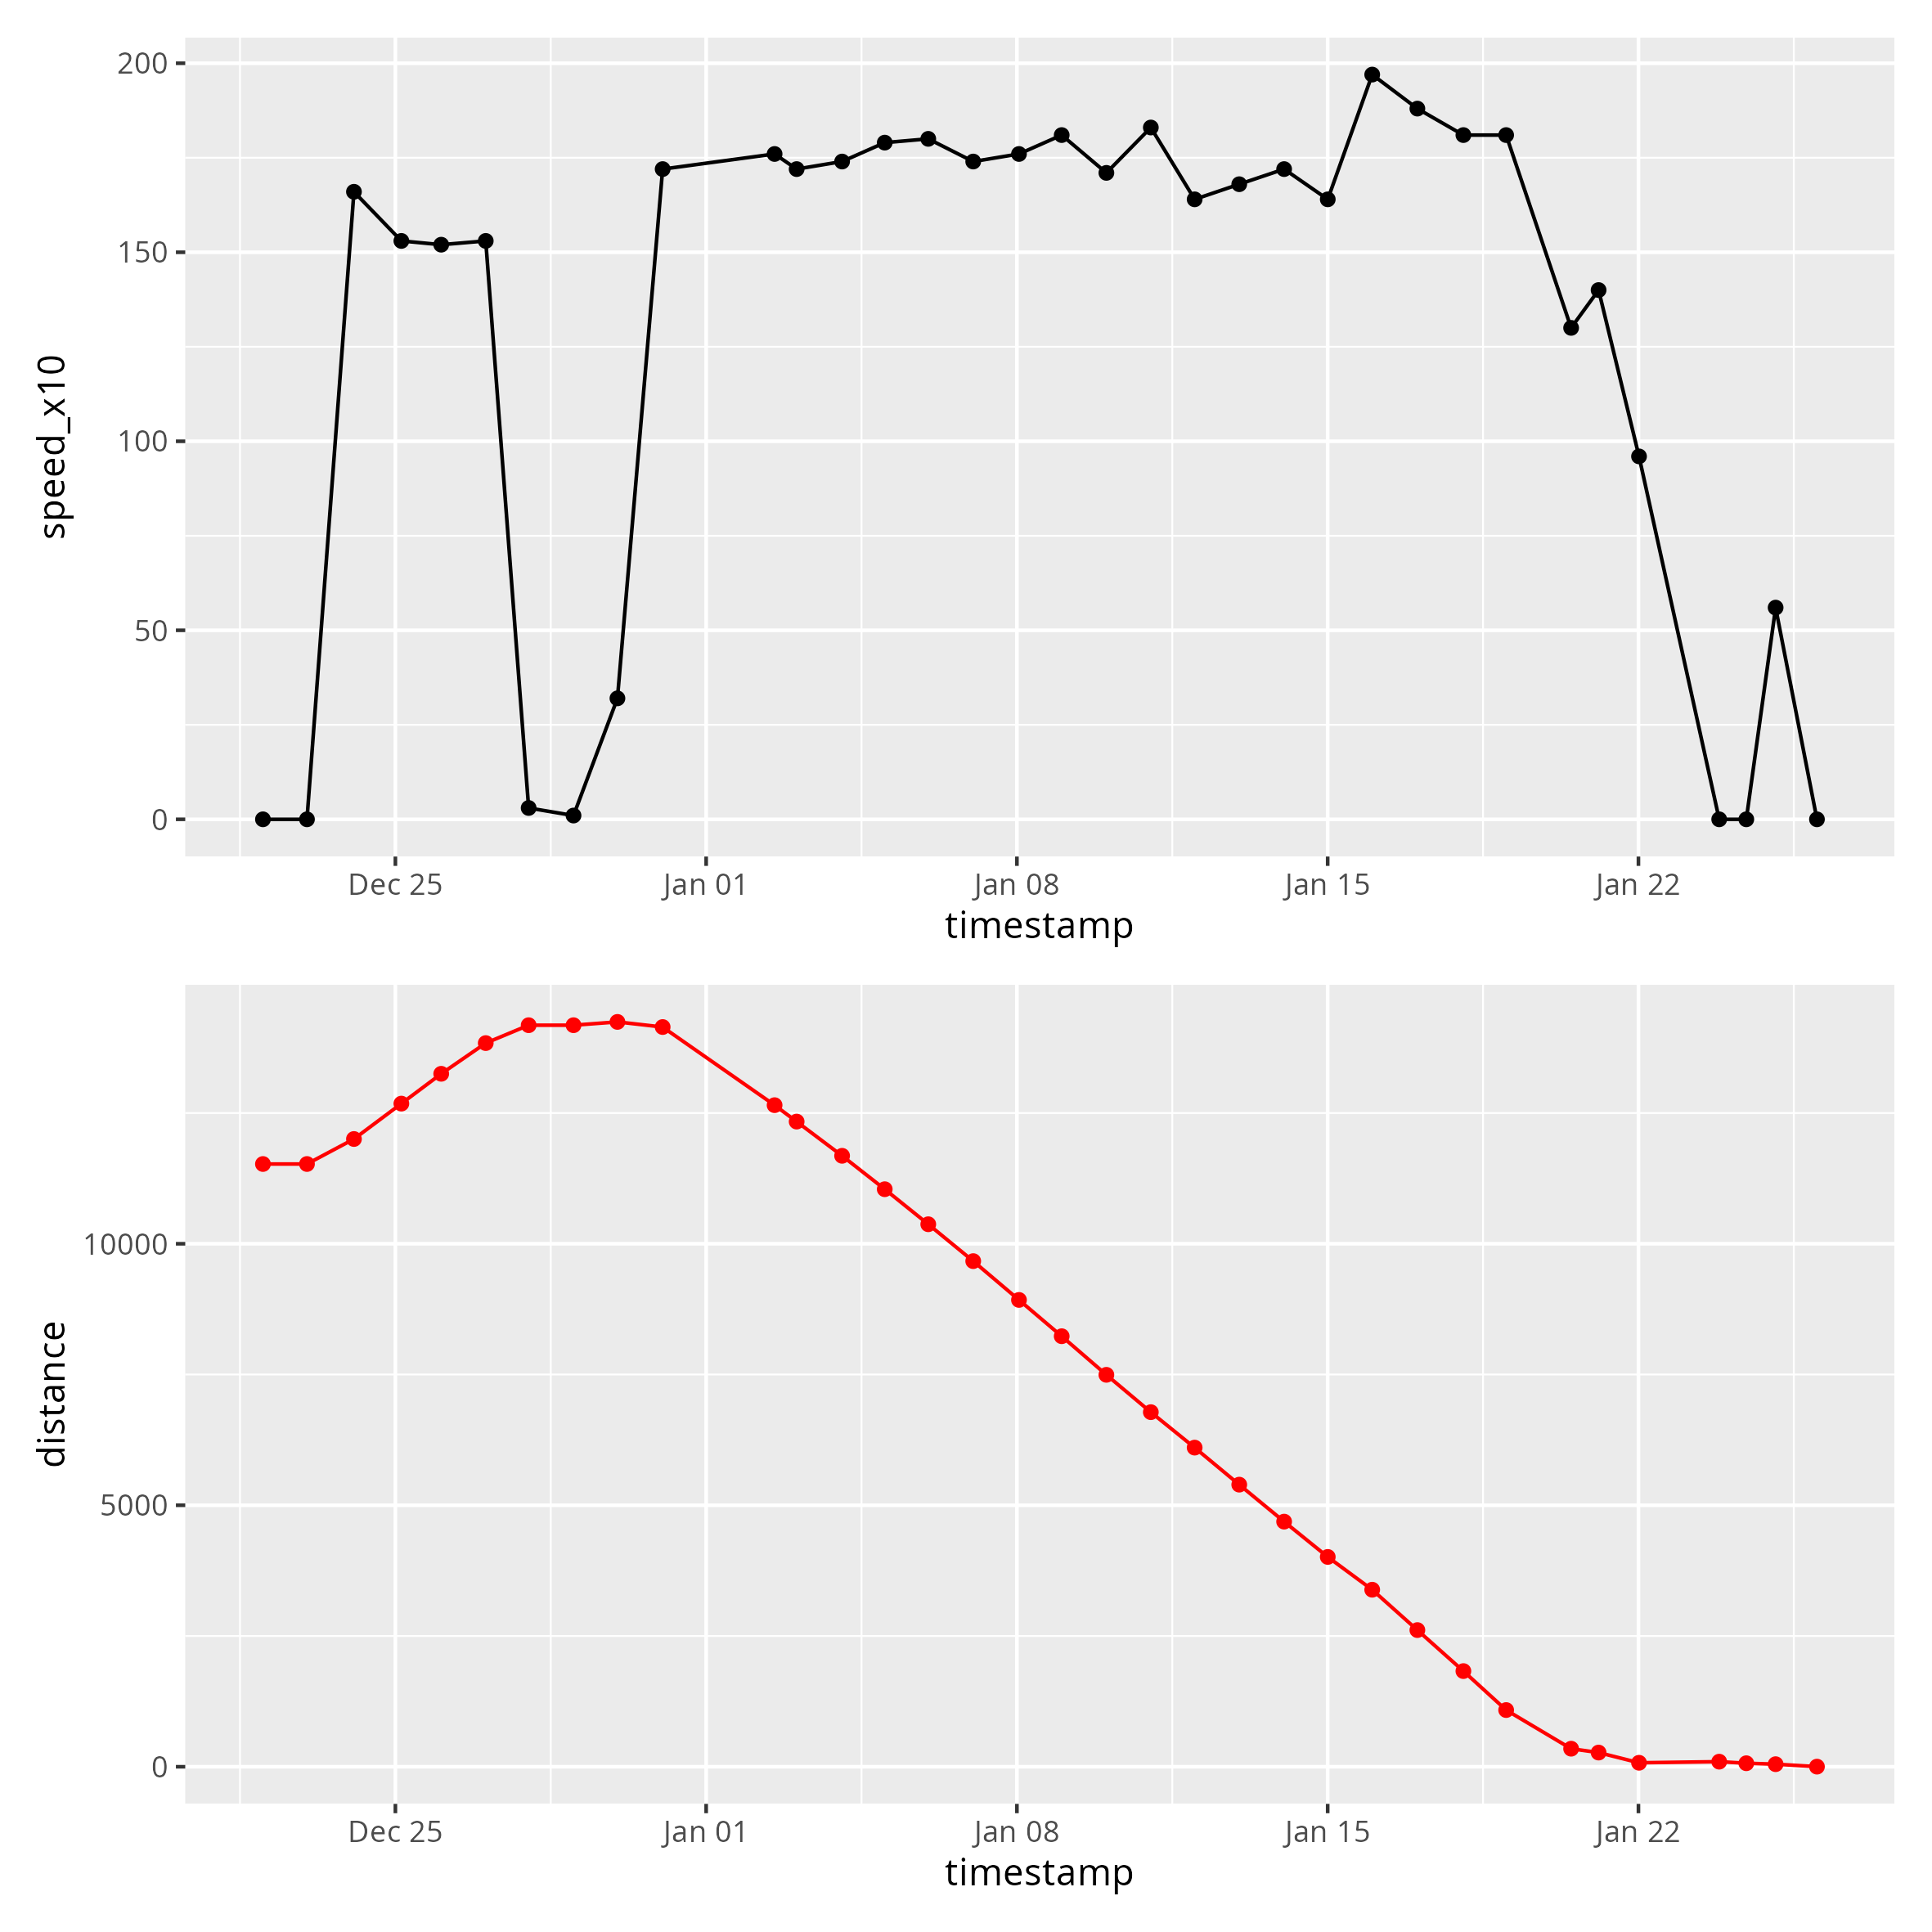 200
150
100
50
0
speed_x10
Dec 25 Jan 01 Jan 08 Jan 15 Jan 22
timestamp
10000
5000
0
distance
Dec 25 Jan 01 Jan 08 Jan 15 Jan 22
timestamp